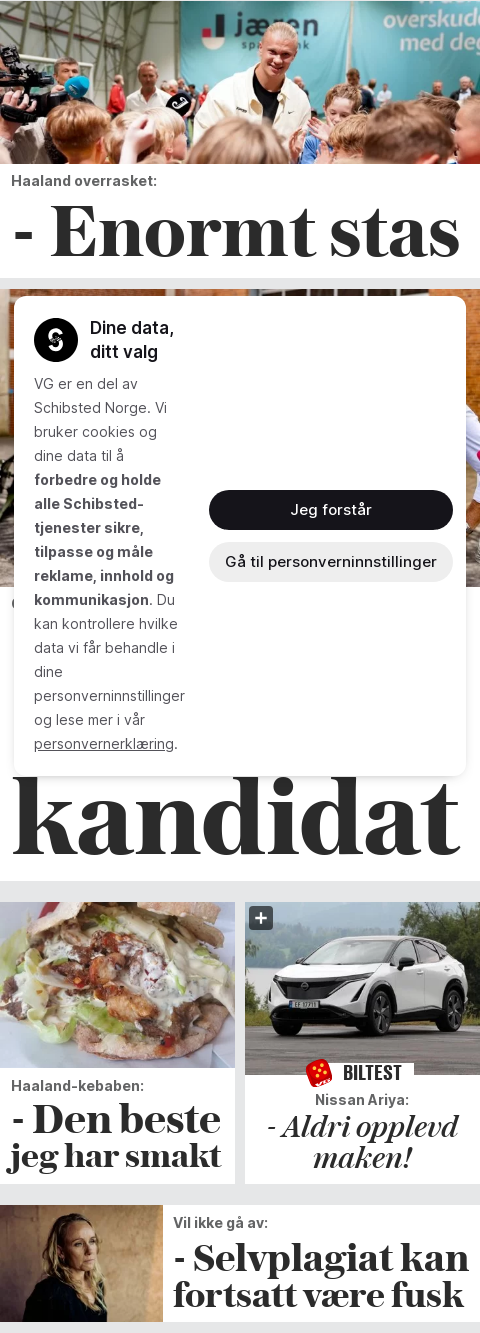 jæren
overskudd
med deg
Haaland overrasket:
- Enormt stas
Dine data,
ditt valg
VG er en del av
Schibsted Norge. Vi
bruker cookies og
dine data til å
forbedre og holde
alle Schibsted-
tjenester sikre,
tilpasse og måle
reklame, innhold og
kommunikasjon. Du
kan kontrollere hvilke
data vi får behandle i
dine
personverninnstillinger
og lese mer i vår
personvernerklæring.
Jeg forstår
Gå til personverninnstillinger
kandidat
Haaland-kebaben:
- Den beste
jeg har smakt
BILTEST
Nissan Ariya:
- Aldri opplevd
maken!
Vil ikke gå av:
- Selvplagiat kan
fortsatt være fusk